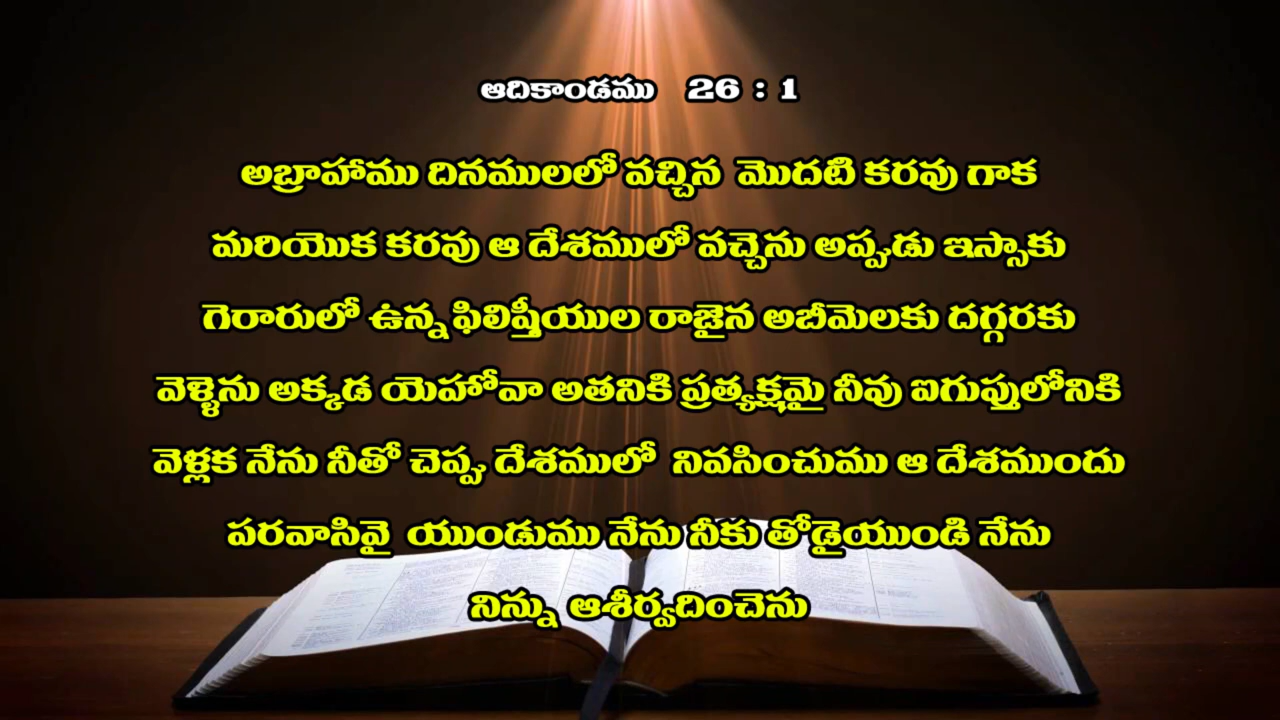 ఆదికాండము 26 : 1
అబ్రాహాము దినములలో వచ్చిన మొదటి కరవు గాక
మరియొక కరవు ఆ దేశములో వచ్చెను అప్పుడు ఇస్సాకు
గెరారులో ఉన్న ఫిలిష్తీయుల రాజైన అబీమెలకు దగ్గరకు
వెళ్ళెను అక్కడ యెహోవా అతనికి ప్రత్యక్షమై నీవు ఐగుప్తులోనికి
వెళ్లక నేను నీతో చెప్పు దేశములో నివసించుము ఆ దేశముందు
పరవాసివై యుండుము నేను నీకు తోడైయుండి నేను
నిన్ను ఆశీర్వదించెను